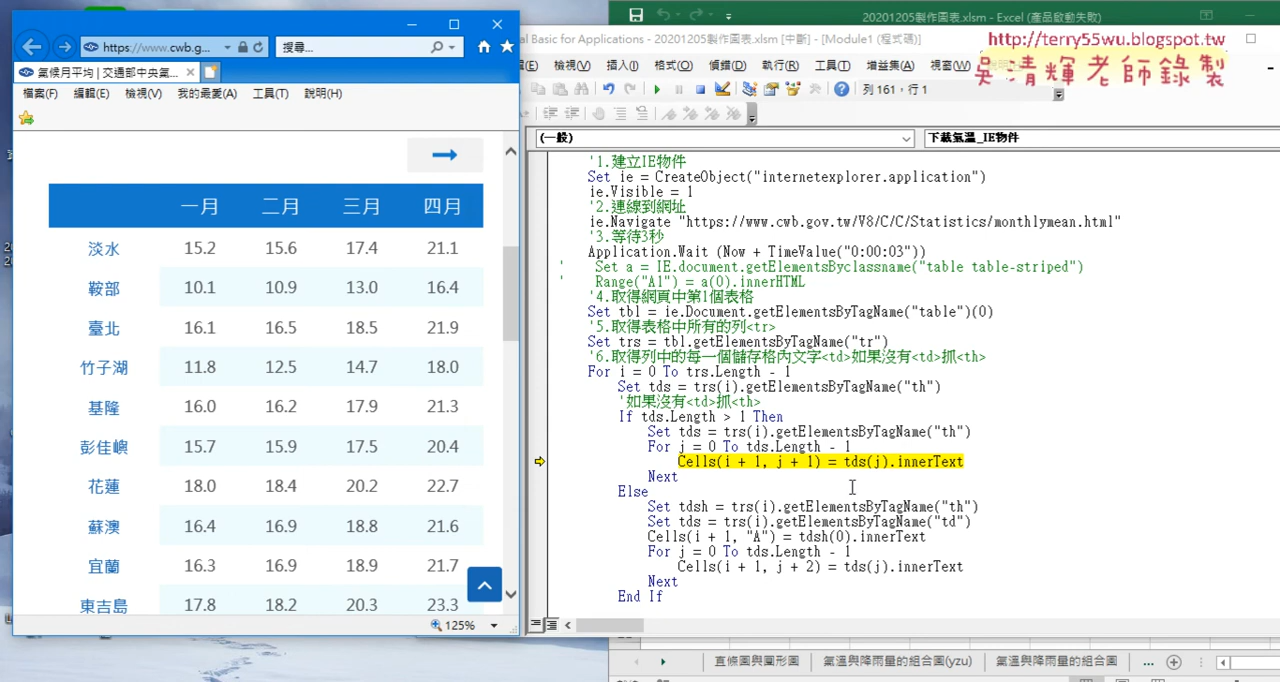 https://www.cwb.g...
搜尋...
氣候月平均 | 交通部中央氣...
檔案(F) 編輯(E) 檢視(V) 我的最愛(A) 工具(T) 說明(H)
一月 二月 三月 四月
淡水 15.2 15.6 17.4 21.1
鞍部 10.1 10.9 13.0 16.4
臺北 16.1 16.5 18.5 21.9
竹子湖 11.8 12.5 14.7 18.0
基隆 16.0 16.2 17.9 21.3
彭佳嶼 15.7 15.9 17.5 20.4
花蓮 18.0 18.4 20.2 22.7
蘇澳 16.4 16.9 18.8 21.6
宜蘭 16.3 16.9 18.9 21.7
東吉島 17.8 18.2 20.3 23.3
125%
20201205製作圖表.xlsm - Excel (產品啟動失敗)
al Basic for Applications - 20201205製作圖表.xlsm [中斷] - [Module1 (程式碼)]
http://terry55wu.blogspot.tw
吳清輝老師錄製
(E) 檢視(V) 插入(I) 格式(O) 偵錯(D) 執行(R) 工具(T) 增益集(A) 視窗(W)
列 161，行 1
(一般)
下載氣溫_IE物件
'1.建立IE物件
Set ie = CreateObject("internetexplorer.application")
ie.Visible = 1
'2.連線到網址
ie.Navigate "https://www.cwb.gov.tw/V8/C/C/Statistics/monthlymean.html"
'3.等待3秒
Application.Wait (Now + TimeValue("0:00:03"))
' Set a = IE.document.getElementsByclassname("table table-striped")
' Range("A1") = a(0).innerHTML
'4.取得網頁中第1個表格
Set tbl = ie.Document.getElementsByTagName("table")(0)
'5.取得表格中所有的列<tr>
Set trs = tbl.getElementsByTagName("tr")
'6.取得列中的每一個儲存格內文字<td>如果沒有<td>抓<th>
For i = 0 To trs.Length - 1
Set tds = trs(i).getElementsByTagName("th")
'如果沒有<td>抓<th>
If tds.Length > 1 Then
Set tds = trs(i).getElementsByTagName("th")
For j = 0 To tds.Length - 1
Cells(i + 1, j + 1) = tds(j).innerText
Next
Else
Set tdsh = trs(i).getElementsByTagName("th")
Set tds = trs(i).getElementsByTagName("td")
Cells(i + 1, "A") = tdsh(0).innerText
For j = 0 To tds.Length - 1
Cells(i + 1, j + 2) = tds(j).innerText
Next
End If
直條圖與圓形圖 氣溫與降雨量的組合圖(yzu) 氣溫與降雨量的組合圖 ...